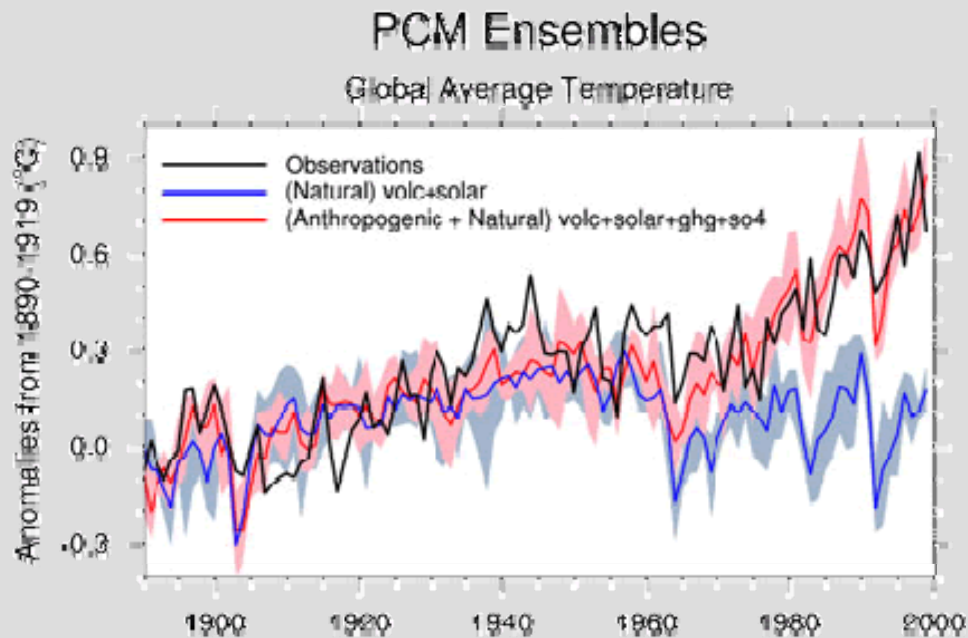 PCM Ensembles
Global Average Temperature
Anomalies from 1890-1919 (°C)
0.9
0.6
0.3
0.0
-0.3
Observations
(Natural) volc+solar
(Anthropogenic + Natural) volc+solar+ghg+so4
1900 1920 1940 1960 1980 2000